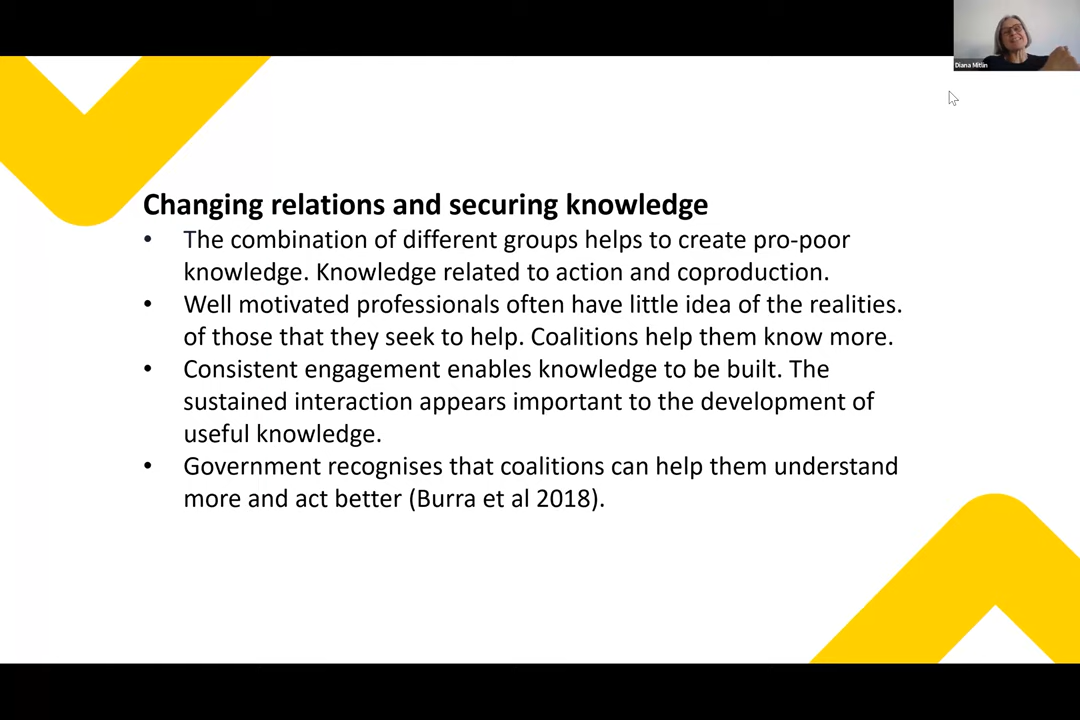 Diana Mitlin
Changing relations and securing knowledge
• The combination of different groups helps to create pro-poor
knowledge. Knowledge related to action and coproduction.
• Well motivated professionals often have little idea of the realities.
of those that they seek to help. Coalitions help them know more.
• Consistent engagement enables knowledge to be built. The
sustained interaction appears important to the development of
useful knowledge.
• Government recognises that coalitions can help them understand
more and act better (Burra et al 2018).